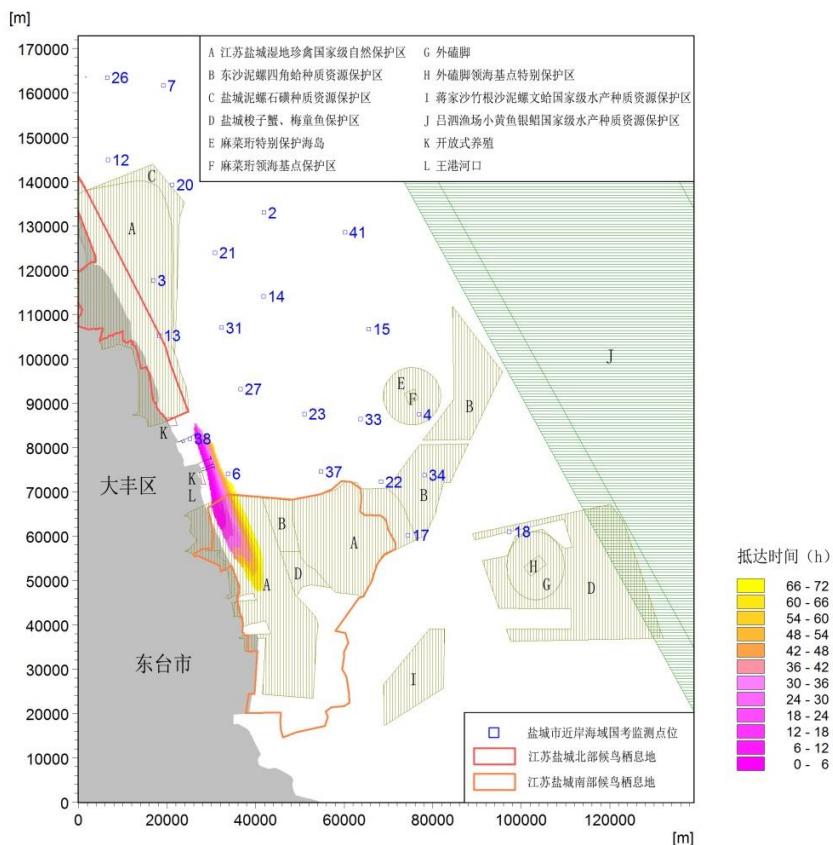 [m]
170000
160000
150000
140000
130000
120000
110000
100000
90000
80000
70000
60000
50000
40000
30000
20000
10000
0
A 江苏盐城湿地珍禽国家级自然保护区
B 东沙泥螺四角蛤种质资源保护区
C 盐城泥螺石磺种质资源保护区
D 盐城梭子蟹、梅童鱼保护区
E 麻菜珩特别保护海岛
F 麻菜珩领海基点保护区
G 外磕脚
H 外磕脚领海基点特别保护区
I 蒋家沙竹根沙泥螺文蛤国家级水产种质资源保护区
J 吕泗渔场小黄鱼银鲳国家级水产种质资源保护区
K 开放式养殖
L 王港河口
26
7
12
C
20
2
A
41
21
3
14
31
13
15
J
E
27
F
B
23
33
4
K
38
6
37
22
34
大丰区
K
L
B
17
18
B
A
H
D
G
D
A
东台市
I
盐城市近岸海域国考监测点位
江苏盐城北部候鸟栖息地
江苏盐城南部候鸟栖息地
抵达时间（h）
66 - 72
60 - 66
54 - 60
48 - 54
42 - 48
36 - 42
30 - 36
24 - 30
18 - 24
12 - 18
6 - 12
0 - 6
0 20000 40000 60000 80000 100000 120000
[m]